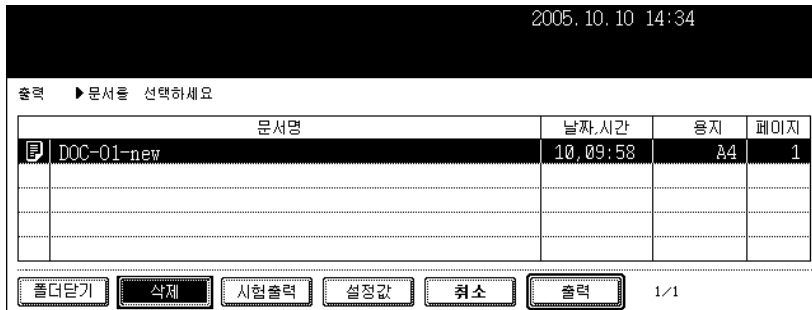 2005.10.10 14:34
출력 ▶문서를 선택하세요
문서명 날짜,시간 용지 페이지
DOC-01-new 10,09:58 A4 1
폴더닫기 삭제 시험출력 설정값 취소 출력 1/1